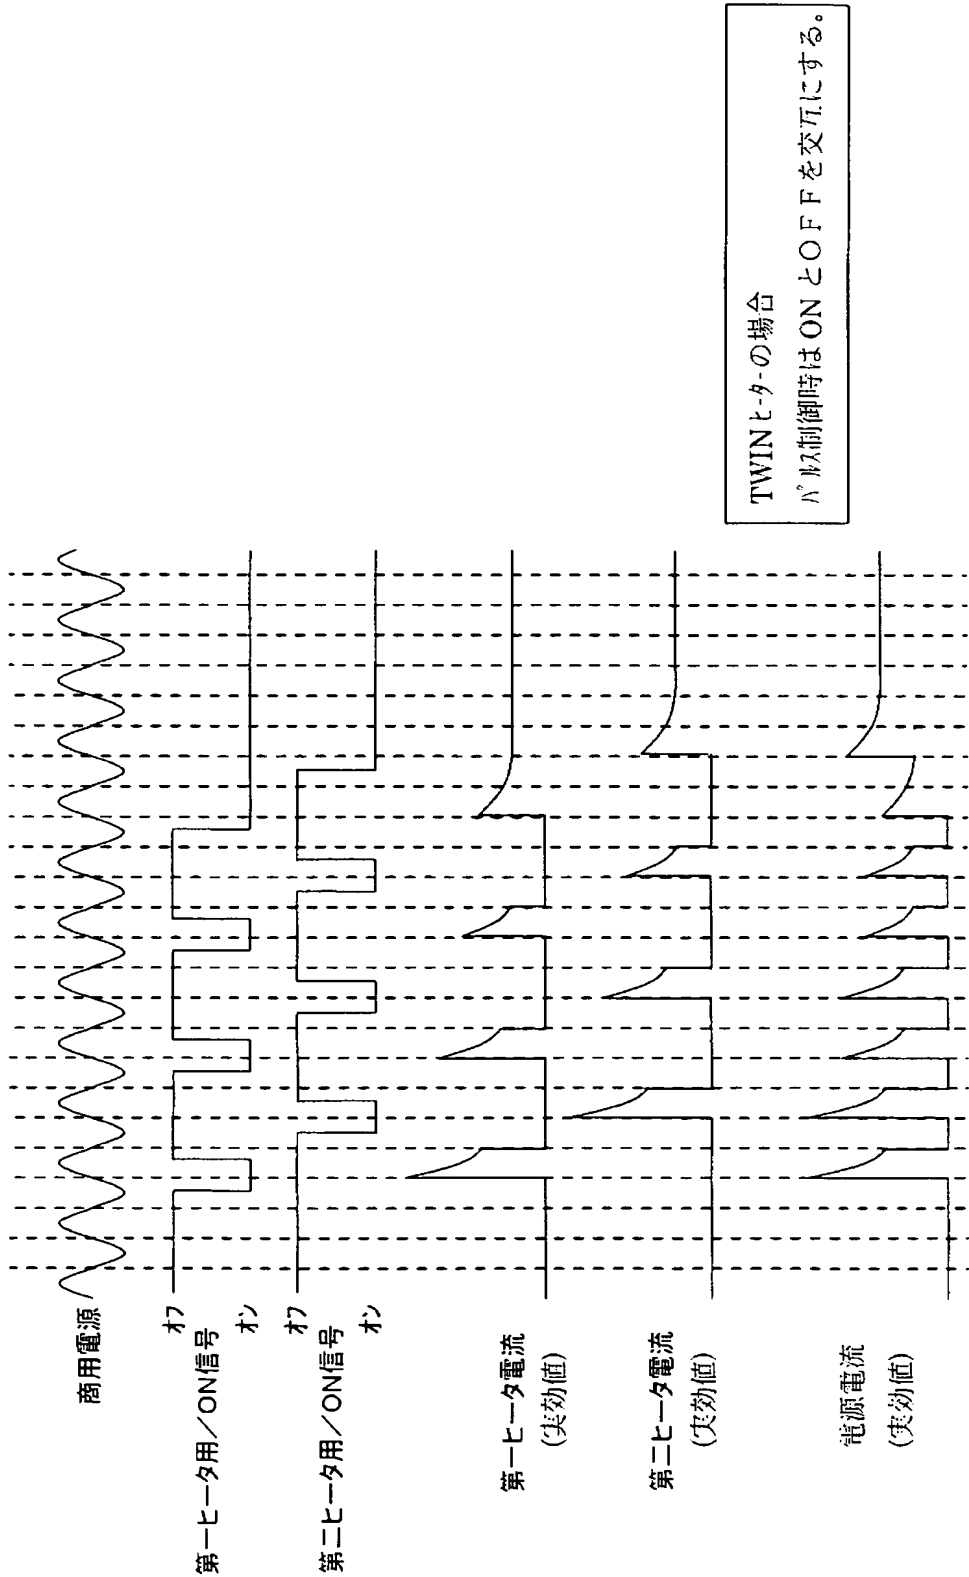 商用電源
オフ
第一ヒータ用／ON信号
オン
オフ
第二ヒータ用／ON信号
オン
第一ヒータ電流
(実効値)
第二ヒータ電流
(実効値)
電源電流
(実効値)
TWINﾋｰﾀｰの場合
ﾊﾟﾙｽ制御時はONとOFFを交互にする。